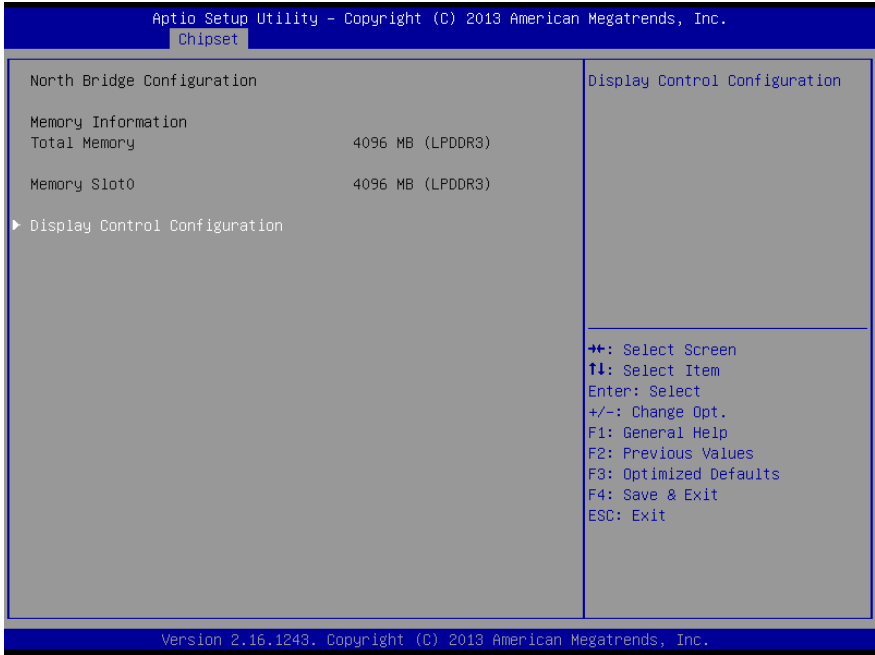 Aptio Setup Utility – Copyright (C) 2013 American Megatrends, Inc.
Chipset
North Bridge Configuration
Memory Information
Total Memory 4096 MB (LPDDR3)
Memory Slot0 4096 MB (LPDDR3)
▶ Display Control Configuration
Display Control Configuration
→←: Select Screen
↑↓: Select Item
Enter: Select
+/-: Change Opt.
F1: General Help
F2: Previous Values
F3: Optimized Defaults
F4: Save & Exit
ESC: Exit
Version 2.16.1243. Copyright (C) 2013 American Megatrends, Inc.